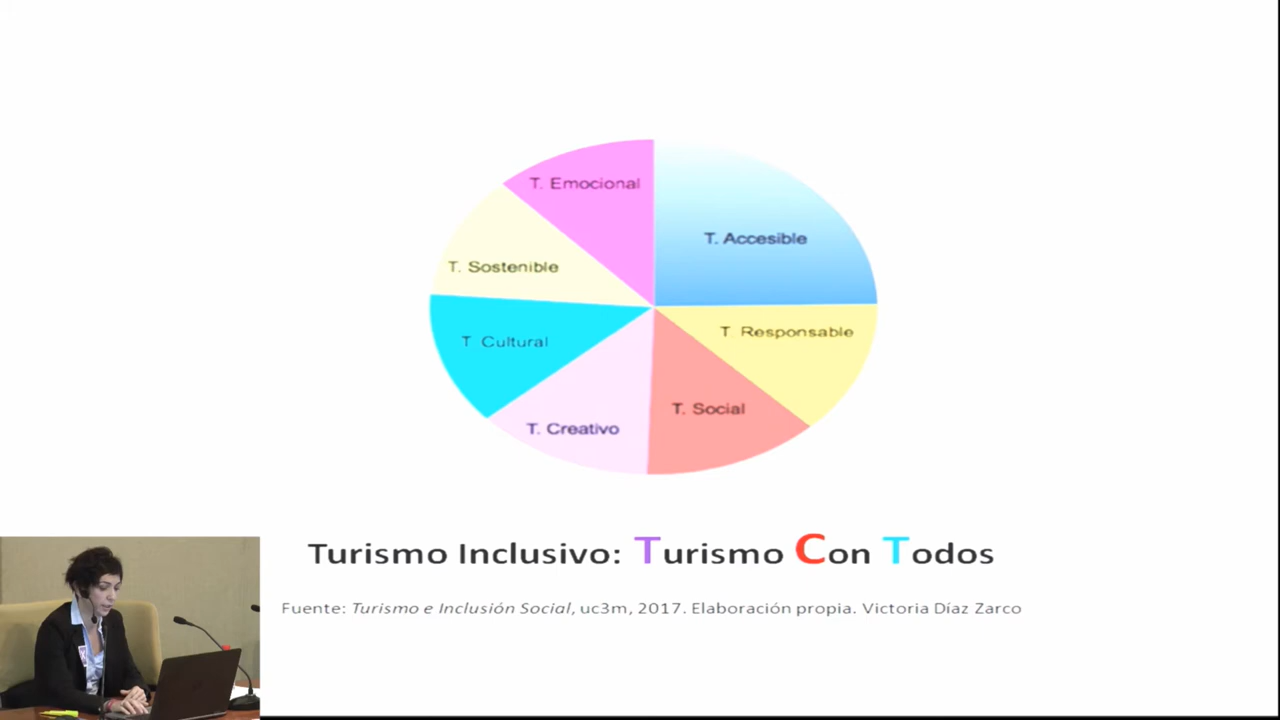 T. Emocional
T. Accesible
T. Sostenible
T. Responsable
T. Cultural
T. Social
T. Creativo
Turismo Inclusivo: Turismo Con Todos
Fuente: Turismo e Inclusión Social, uc3m, 2017. Elaboración propia. Victoria Díaz Zarco